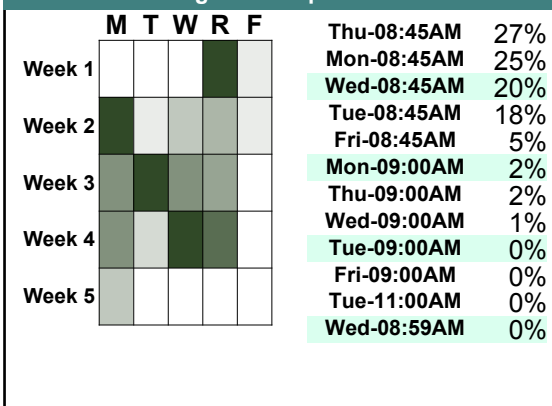 M T W R F
Week 1
Week 2
Week 3
Week 4
Week 5
Thu-08:45AM 27%
Mon-08:45AM 25%
Wed-08:45AM 20%
Tue-08:45AM 18%
Fri-08:45AM 5%
Mon-09:00AM 2%
Thu-09:00AM 2%
Wed-09:00AM 1%
Tue-09:00AM 0%
Fri-09:00AM 0%
Tue-11:00AM 0%
Wed-08:59AM 0%